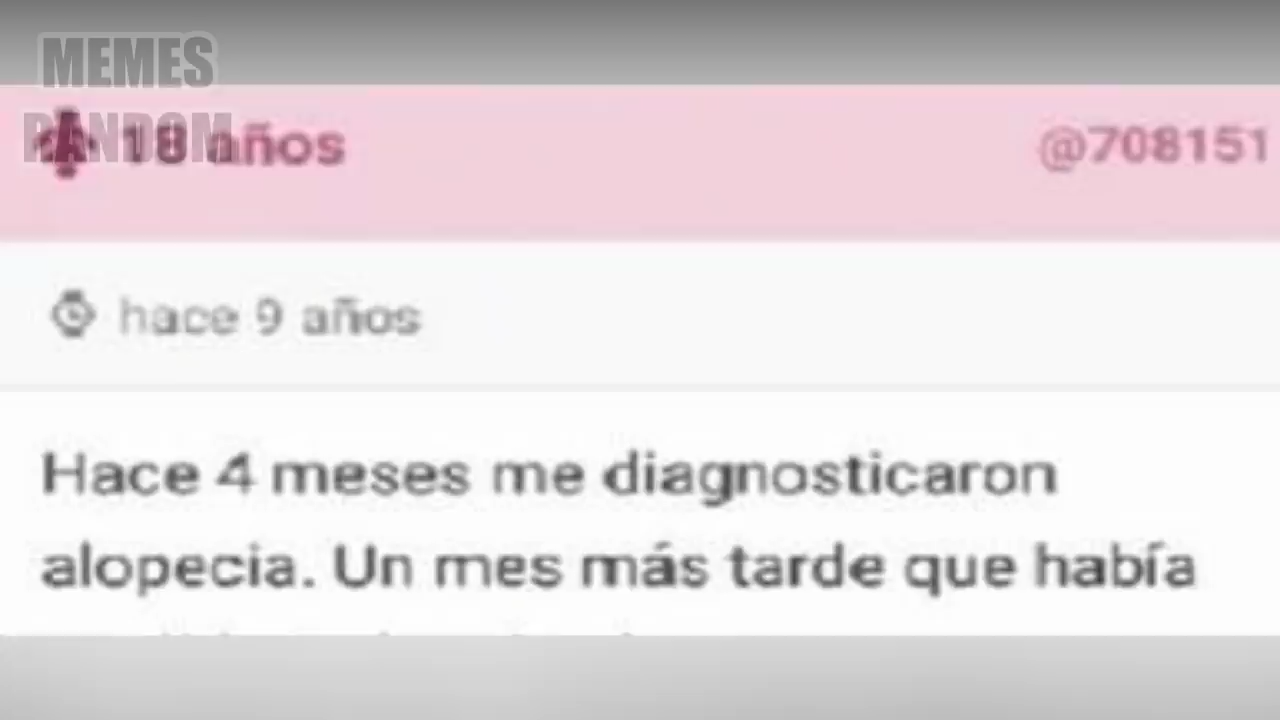 MEMES
RANDOM
18 años
@708151
hace 9 años
Hace 4 meses me diagnosticaron
alopecia. Un mes más tarde que había